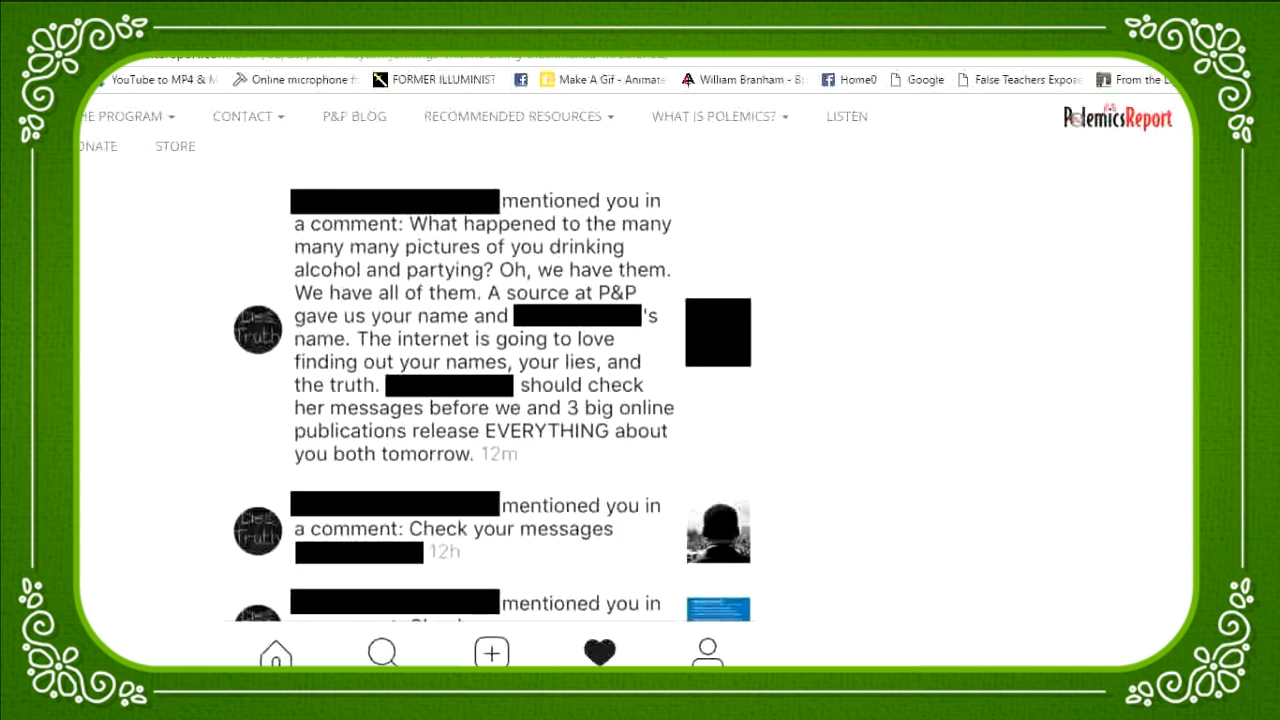 YouTube to MP4 & M
Online microphone f
FORMER ILLUMINIST
Make A Gif - Animate
William Branham - B
Home0
Google
False Teachers Expos
From the L
HE PROGRAM
CONTACT
P&P BLOG
RECOMMENDED RESOURCES
WHAT IS POLEMICS?
LISTEN
PolemicsReport
ONATE
STORE
mentioned you in
a comment: What happened to the many
many many pictures of you drinking
alcohol and partying? Oh, we have them.
We have all of them. A source at P&P
gave us your name and 's
name. The internet is going to love
finding out your names, your lies, and
the truth. should check
her messages before we and 3 big online
publications release EVERYTHING about
you both tomorrow. 12m
Truth
mentioned you in
a comment: Check your messages
12h
Truth
mentioned you in